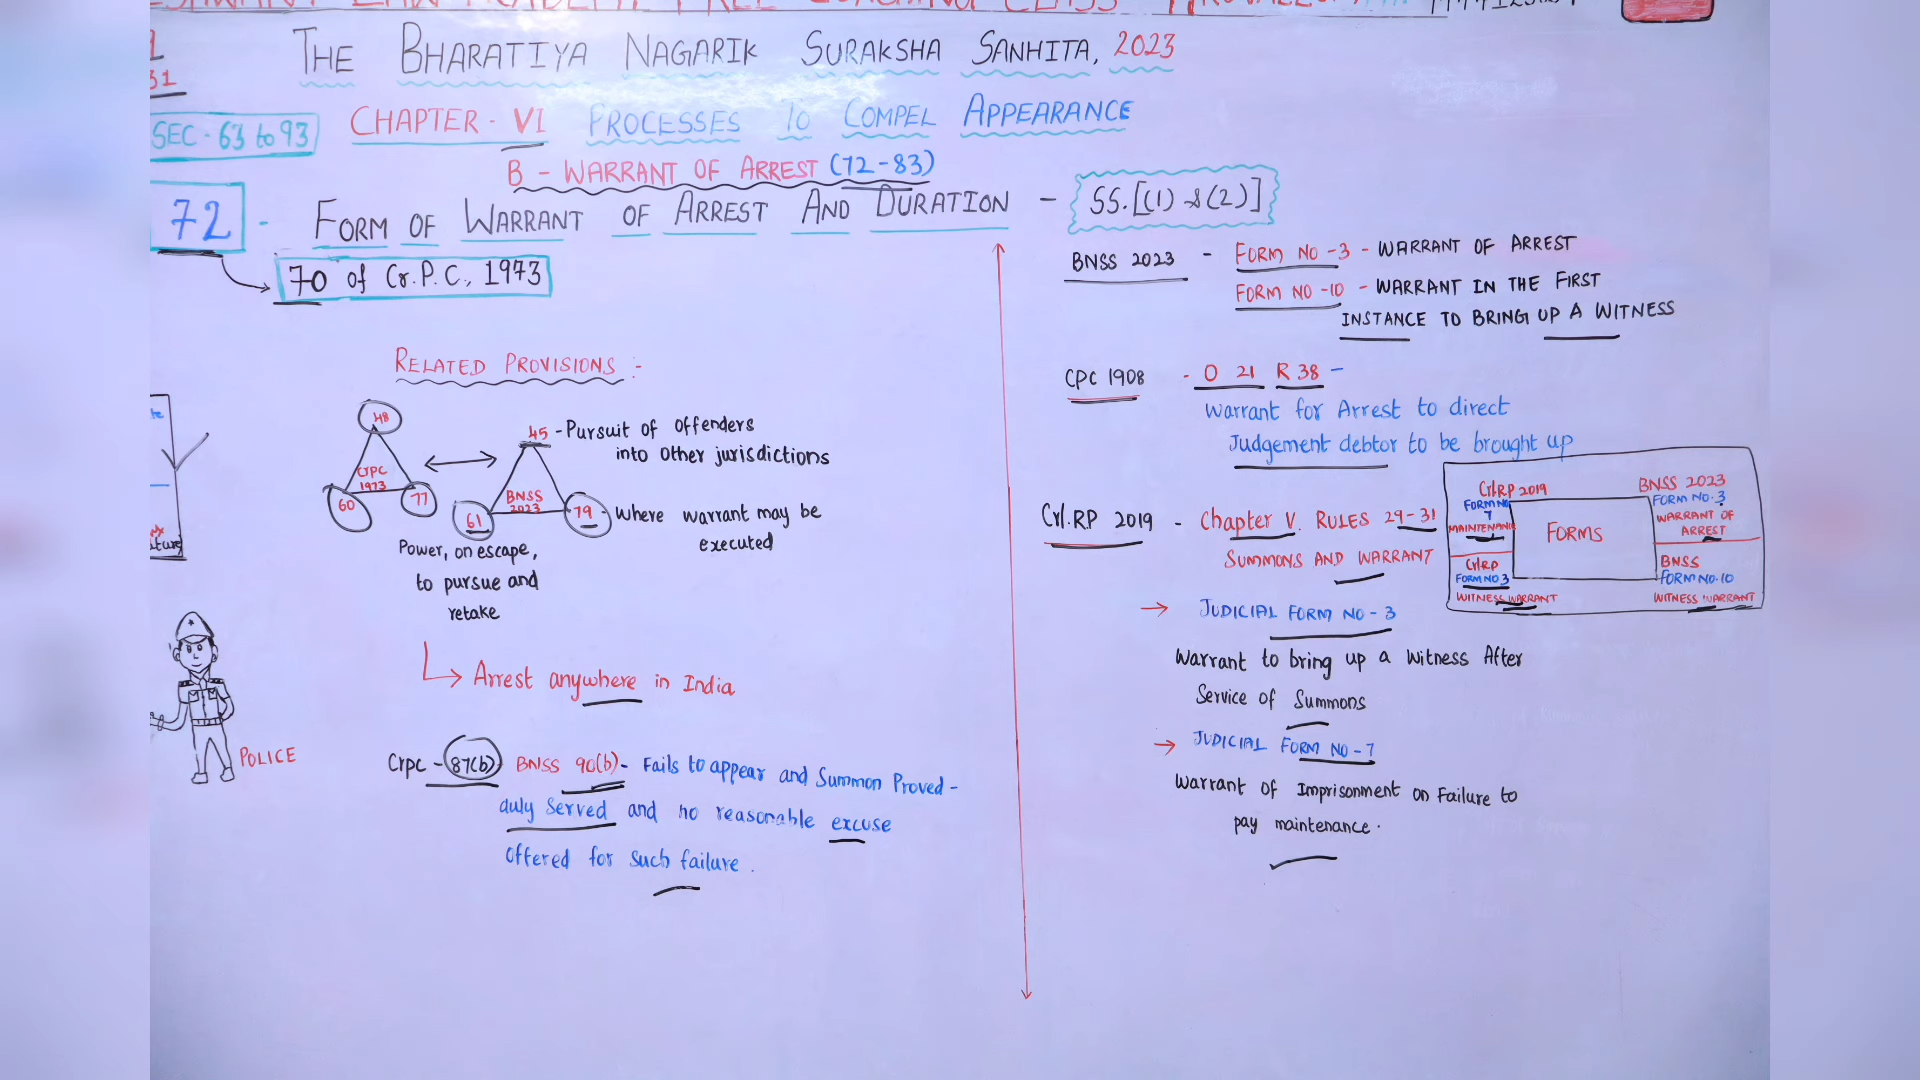 FREE COACHING CLASS
THE BHARATIYA NAGARIK SURAKSHA SANHITA, 2023
31
SEC - 63 to 93
CHAPTER - VI PROCESSES To COMPEL APPEARANCE
B - WARRANT OF ARREST (72-83)
72 - FORM OF WARRANT OF ARREST AND DURATION - SS.[(1) & (2)]
70 of Cr.P.C., 1973
RELATED PROVISIONS :-
48
CrPC
1973
60
77
45 - Pursuit of offenders
into other jurisdictions
BNSS
2023
61
79 - Where warrant may be
executed
Power, on escape,
to pursue and
retake
Arrest anywhere in India
POLICE
Crpc - 87(b) BNSS 90(b) - Fails to appear and Summon Proved -
duly Served and no reasonable excuse
offered for such failure.
BNSS 2023 - FORM NO - 3 - WARRANT OF ARREST
FORM NO - 10 - WARRANT IN THE FIRST
INSTANCE TO BRING UP A WITNESS
CPC 1908 - O 21 R 38 -
Warrant for Arrest to direct
Judgement debtor to be brought up
Crl.RP 2019 - Chapter V. RULES 29-31
SUMMONS AND WARRANT
→ JUDICIAL FORM NO - 3
Warrant to bring up a Witness After
Service of Summons
→ JUDICIAL FORM NO - 7
Warrant of Imprisonment on Failure to
pay maintenance.
CrlRP 2019
FORM NO
7
MAINTENANCE
CrlRP
FORM NO 3
WITNESS WARRANT
FORMS
BNSS 2023
FORM NO. 3
WARRANT OF
ARREST
BNSS
FORM NO. 10
WITNESS WARRANT